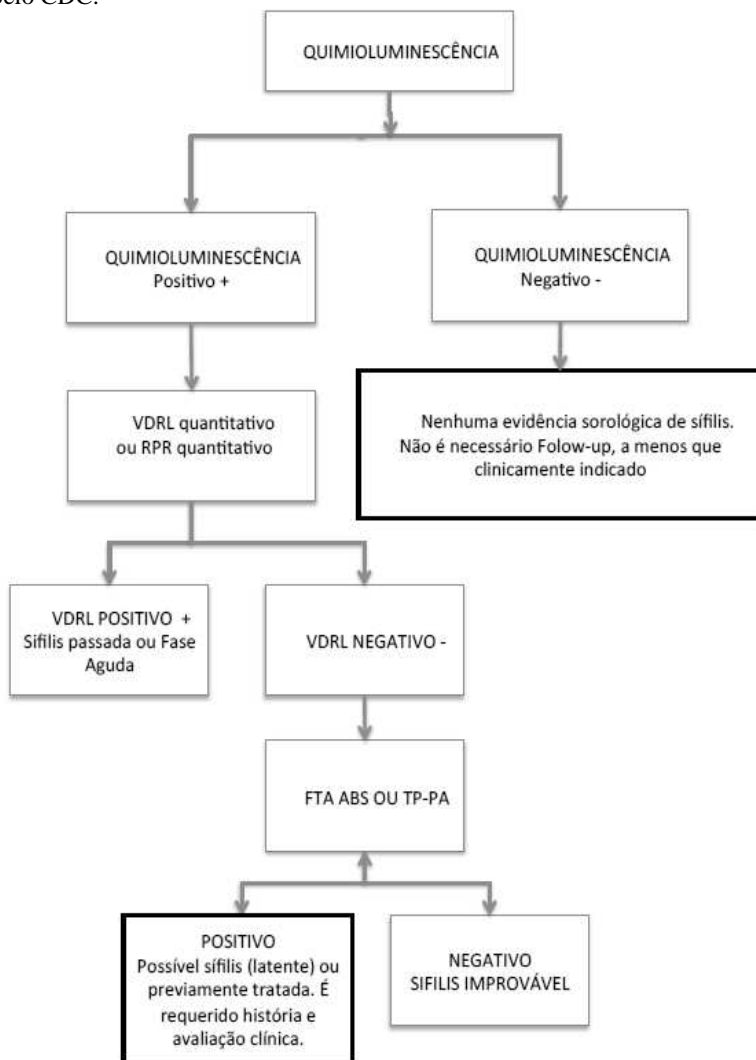 pelo CDC.
QUIMIOLUMINESCÊNCIA
QUIMIOLUMINESCÊNCIA
Positivo +
QUIMIOLUMINESCÊNCIA
Negativo -
VDRL quantitativo
ou RPR quantitativo
Nenhuma evidência sorológica de sífilis.
Não é necessário Folow-up, a menos que
clinicamente indicado
VDRL POSITIVO +
Sifilis passada ou Fase
Aguda
VDRL NEGATIVO -
FTA ABS OU TP-PA
POSITIVO
Possível sífilis (latente) ou
previamente tratada. É
requerido história e
avaliação clínica.
NEGATIVO
SIFILIS IMPROVÁVEL